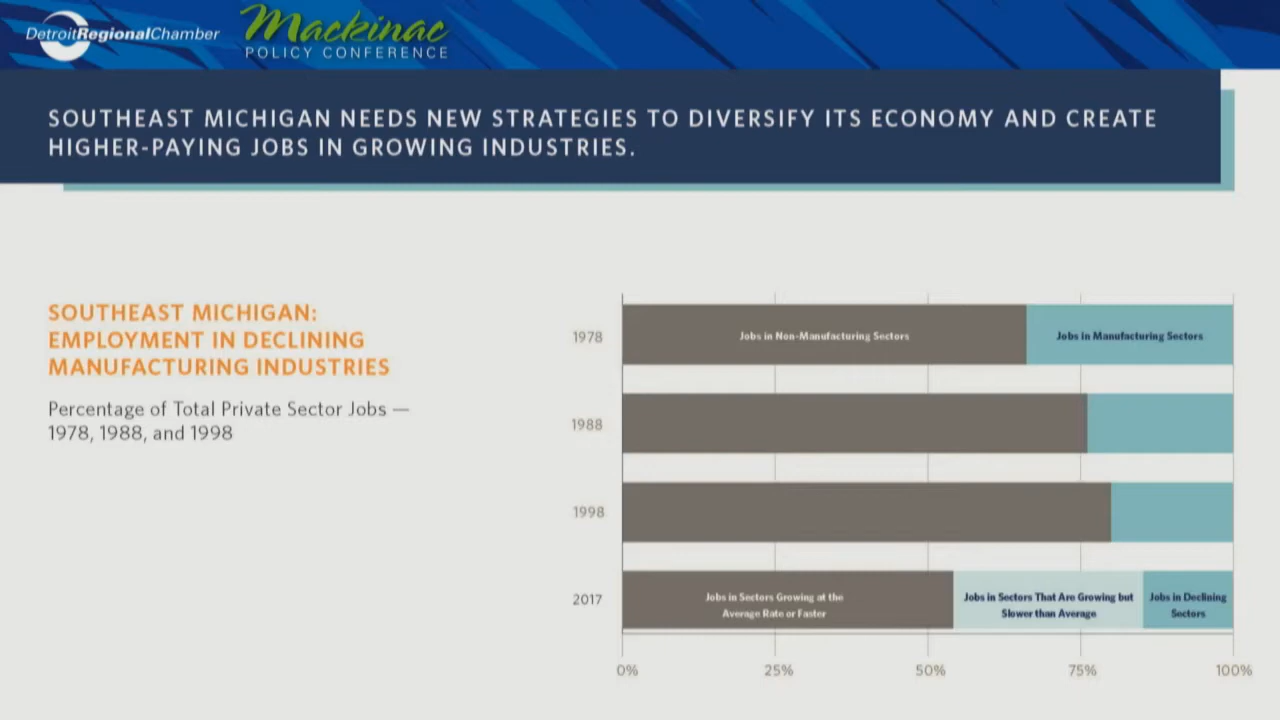 DetroitRegionalChamber
Mackinac
POLICY CONFERENCE
SOUTHEAST MICHIGAN NEEDS NEW STRATEGIES TO DIVERSIFY ITS ECONOMY AND CREATE
HIGHER-PAYING JOBS IN GROWING INDUSTRIES.
SOUTHEAST MICHIGAN:
EMPLOYMENT IN DECLINING
MANUFACTURING INDUSTRIES
Percentage of Total Private Sector Jobs —
1978, 1988, and 1998
1978
Jobs in Non-Manufacturing Sectors
Jobs in Manufacturing Sectors
1988
1998
2017
Jobs in Sectors Growing at the
Average Rate or Faster
Jobs in Sectors That Are Growing but
Slower than Average
Jobs in Declining
Sectors
0%
25%
50%
75%
100%